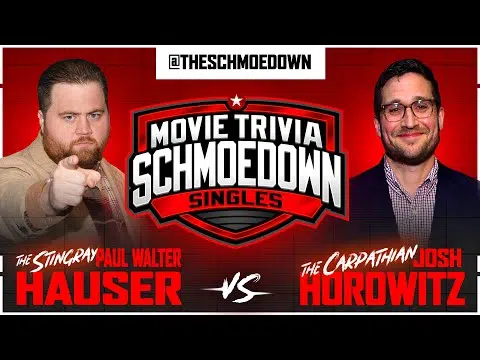 @THESCHMOEDOWN
MOVIE TRIVIA
SCHMOEDOWN
SINGLES
THE STINGRAY PAUL WALTER
HAUSER
VS
THE CARPATHIAN JOSH
HOROWITZ